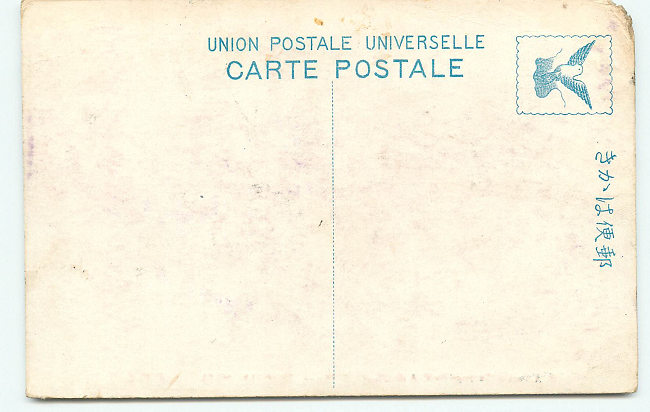 UNION POSTALE UNIVERSELLE
CARTE POSTALE
郵便はかき